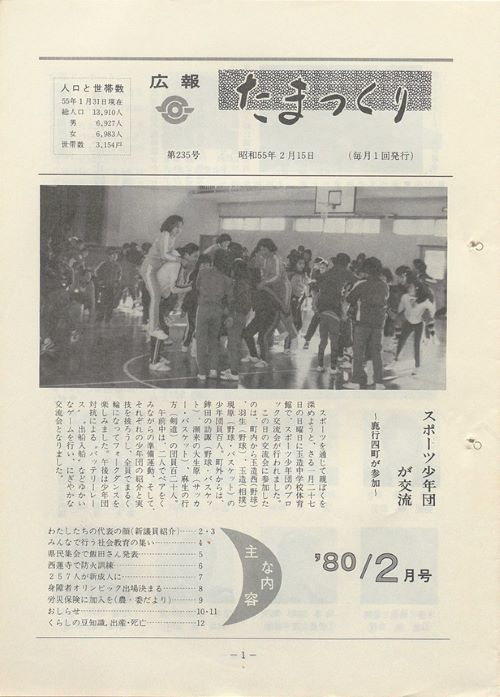 人口と世帯数
55年1月31日現在
総人口 13,910人
男 6,927人
女 6,983人
世帯数 3,154戸
広報
たまつくり
第235号 昭和55年2月15日 (毎月1回発行)
スポーツ少年団
が交流
〜鹿行四町が参加〜
スポーツを通じて親ぼくを
深めようと、さる一月二十七
日の日曜日に玉造中学校体育
館で、スポーツ少年団のブロ
ック交流会が行われました。
この日の交流会に参加した
のは、町内から玉造西(野球)
、羽生(野球)、玉造(相撲)
現原(野球・バスケット)の
少年団員百人。町外からは、
鉾田の諏訪(野球・バスケッ
ト)、潮来の大生原(サッカ
ー・バスケット)、麻生の行
方(剣道)の団員百二十人。
午前中は、二人でペアをく
みながらの準備運動、そして、
それぞれの少年団の紹介と実
技を披ろうし、全員でまるい
輪になってフォークダンスを
楽しみました。午後は少年団
対抗による〝バッテリーレー
ス〟〝出船入船〟などゆかい
なゲームを行い、にぎやかな
交流会となりました。
わたしたちの代表の顔(新議員紹介)……2・3
みんなで行う社会教育の集い……4
県民集会で飯田さん発表……5
西蓮寺で防火訓練……6
257人が新成人に……7
身障者オリンピック出場決まる……8
労災保険に加入を(農・委だより)……9
おしらせ……10・11
くらしの豆知識,出産・死亡……12
主な内容
'80/2月号
－1－